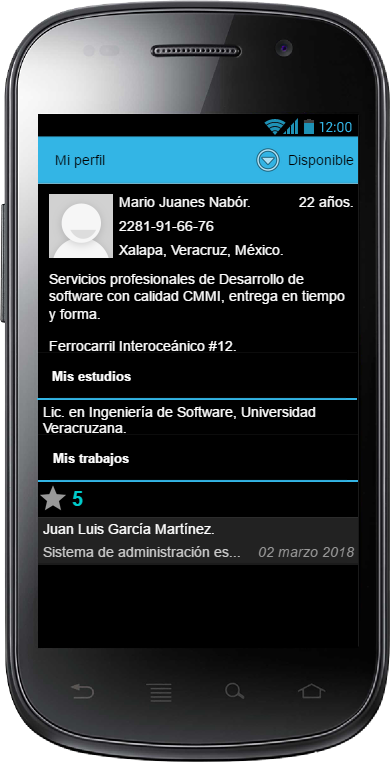 12:00
Mi perfil Disponible
Mario Juanes Nabór. 22 años.
2281-91-66-76
Xalapa, Veracruz, México.
Servicios profesionales de Desarrollo de
software con calidad CMMI, entrega en tiempo
y forma.
Ferrocarril Interoceánico #12.
Mis estudios
Lic. en Ingeniería de Software, Universidad
Veracruzana.
Mis trabajos
5
Juan Luis García Martínez.
Sistema de administración es... 02 marzo 2018